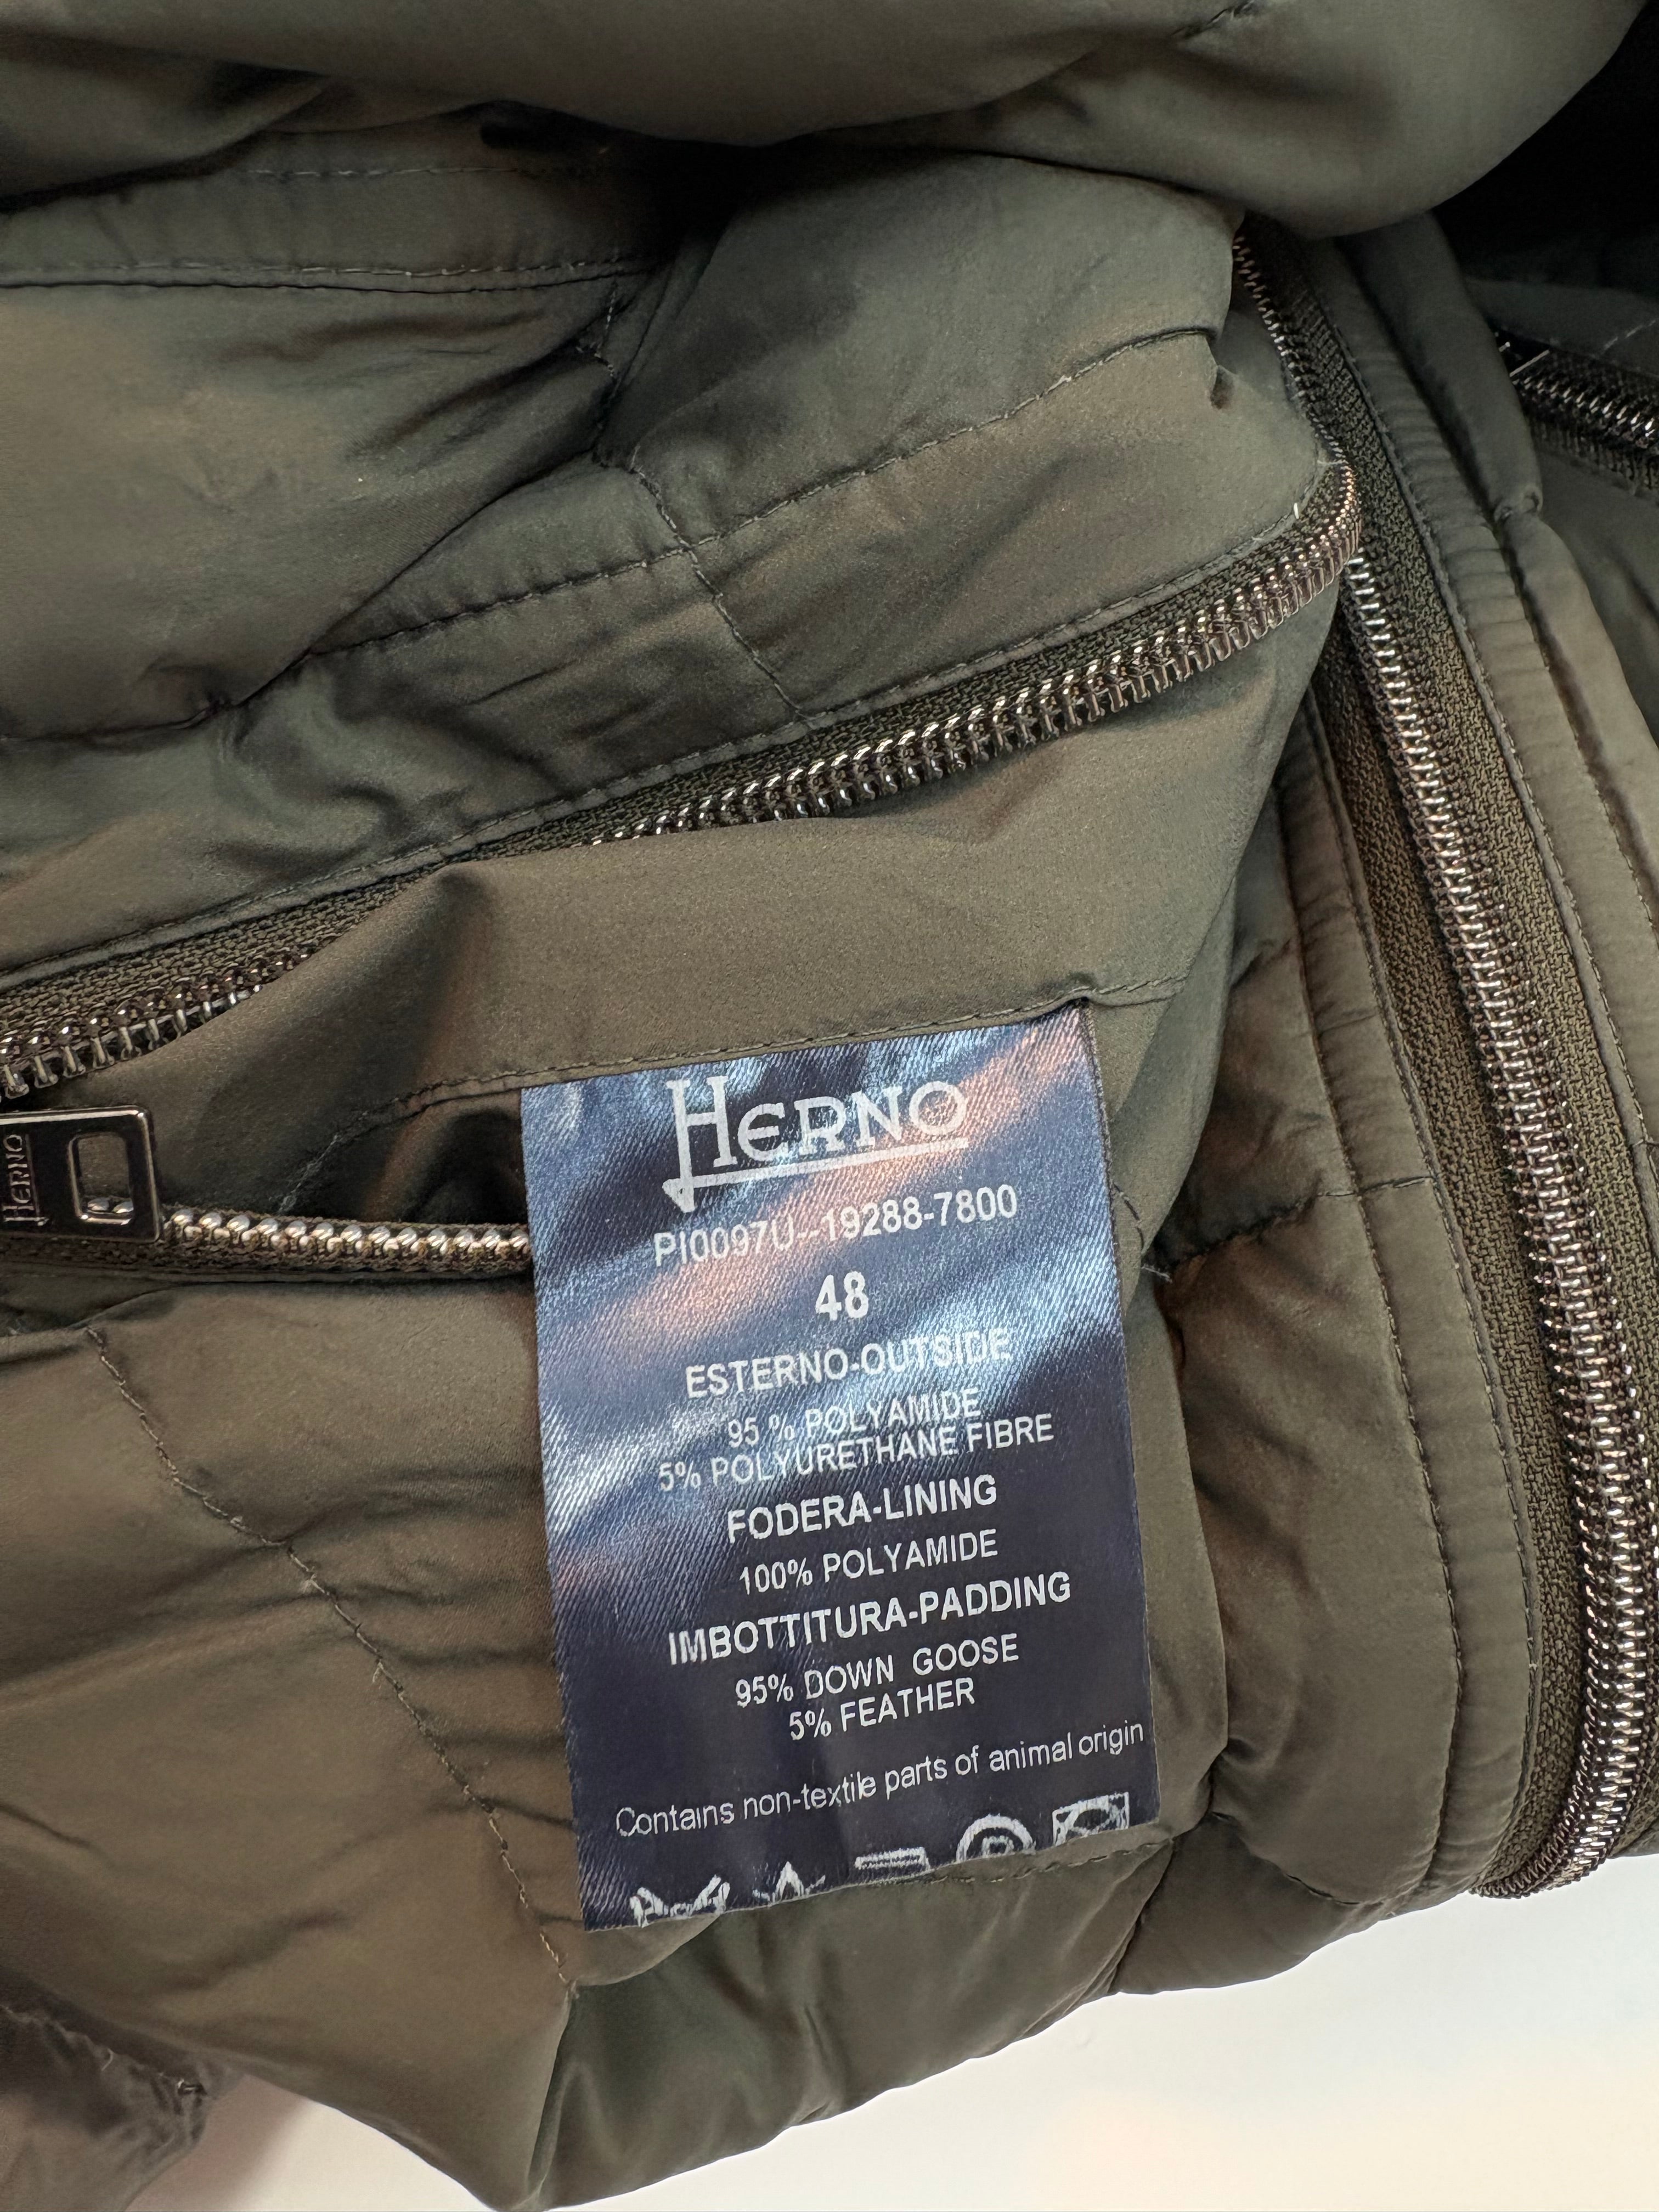 HERNO
HERNO
PI0097U--19288-7800
48
ESTERNO-OUTSIDE
95 % POLYAMIDE
5% POLYURETHANE FIBRE
FODERA-LINING
100% POLYAMIDE
IMBOTTITURA-PADDING
95% DOWN GOOSE
5% FEATHER
Contains non-textile parts of animal origin
P